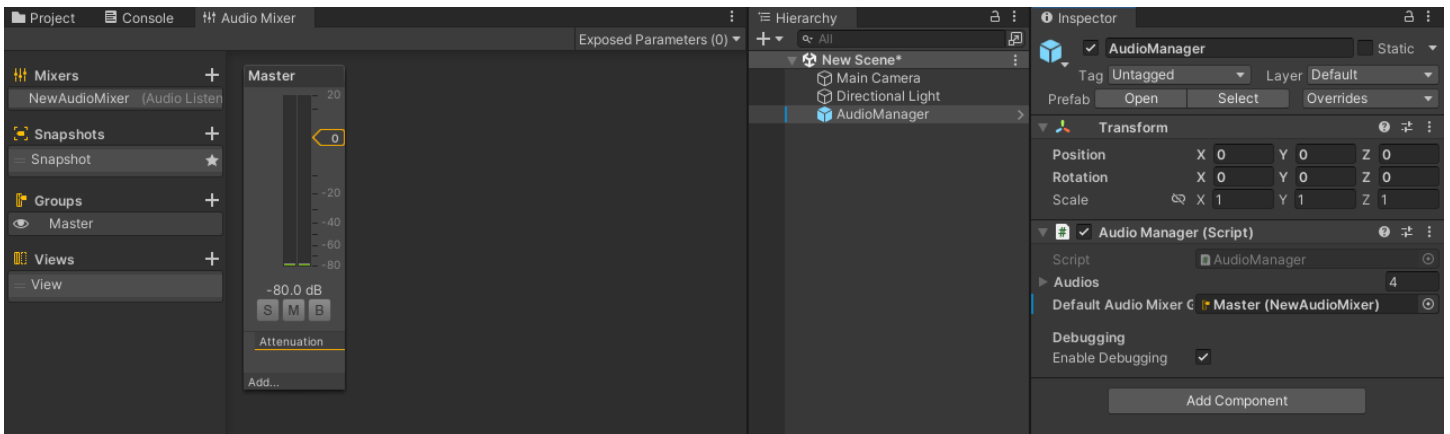 Project Console Audio Mixer
Exposed Parameters (0)
Mixers
NewAudioMixer (Audio Listen
Snapshots
Snapshot
Groups
Master
Views
View
Master
20
0
-20
-40
-60
-80
-80.0 dB
S M B
Attenuation
Add...
Hierarchy
All
New Scene*
Main Camera
Directional Light
AudioManager
Inspector
AudioManager Static
Tag Untagged Layer Default
Prefab Open Select Overrides
Transform
Position X 0 Y 0 Z 0
Rotation X 0 Y 0 Z 0
Scale X 1 Y 1 Z 1
# Audio Manager (Script)
Script AudioManager
Audios 4
Default Audio Mixer G Master (NewAudioMixer)
Debugging
Enable Debugging
Add Component